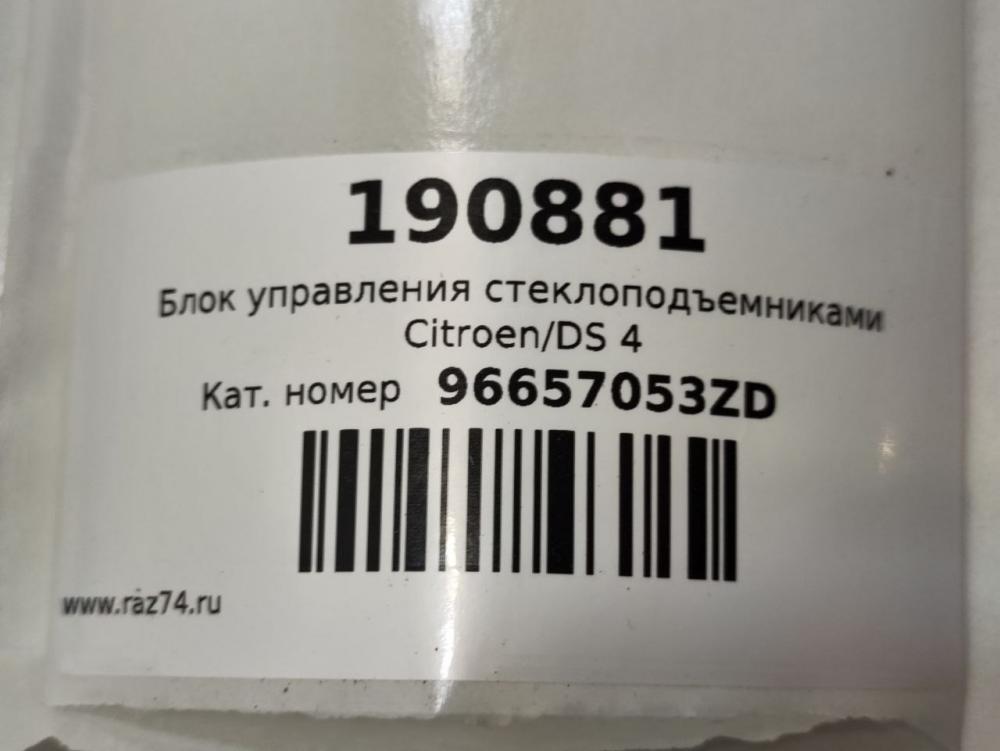 190881
Блок управления стеклоподъемниками
Citroen/DS 4
Кат. номер 96657053ZD
www.raz74.ru